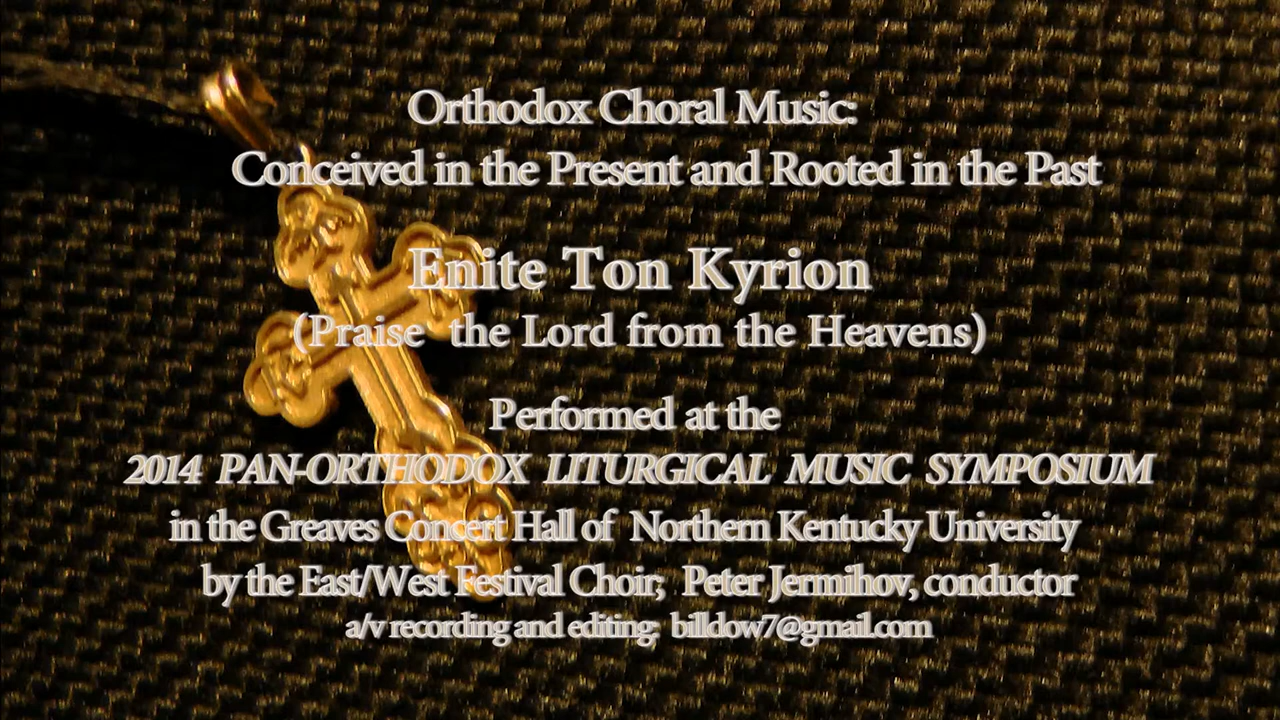 Orthodox Choral Music:
Conceived in the Present and Rooted in the Past
Enite Ton Kyrion
(Praise the Lord from the Heavens)
Performed at the
2014 PAN-ORTHODOX LITURGICAL MUSIC SYMPOSIUM
in the Greaves Concert Hall of Northern Kentucky University
by the East/West Festival Choir; Peter Jermihov, conductor
a/v recording and editing: billdow7@gmail.com